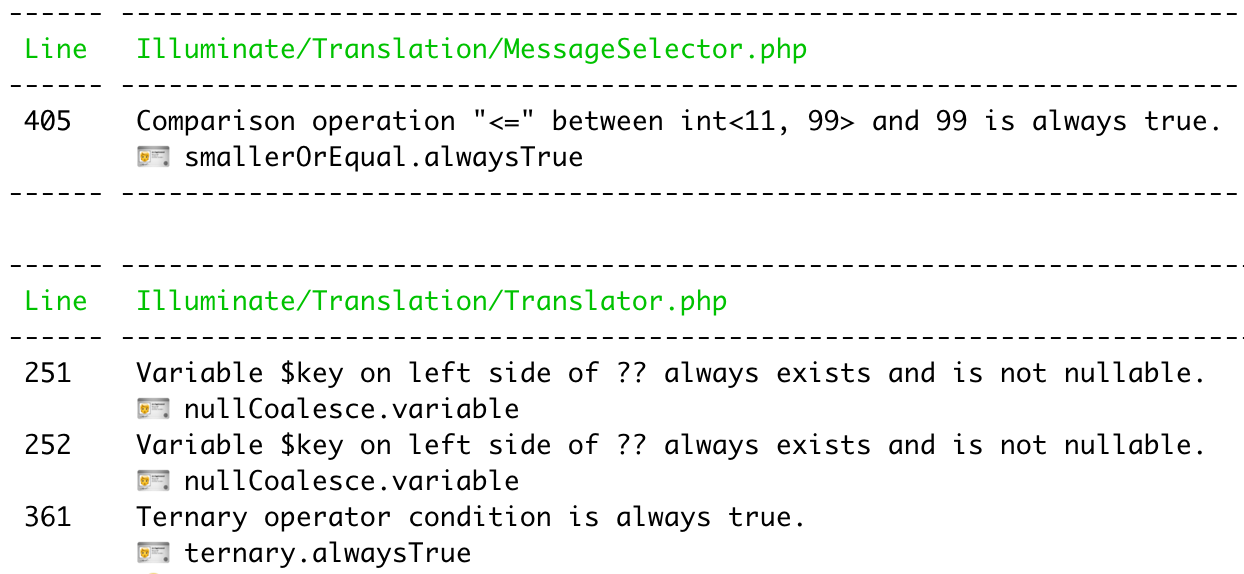 Line Illuminate/Translation/MessageSelector.php
405 Comparison operation "<=" between int<11, 99> and 99 is always true.
smallerOrEqual.alwaysTrue
Line Illuminate/Translation/Translator.php
251 Variable $key on left side of ?? always exists and is not nullable.
nullCoalesce.variable
252 Variable $key on left side of ?? always exists and is not nullable.
nullCoalesce.variable
361 Ternary operator condition is always true.
ternary.alwaysTrue